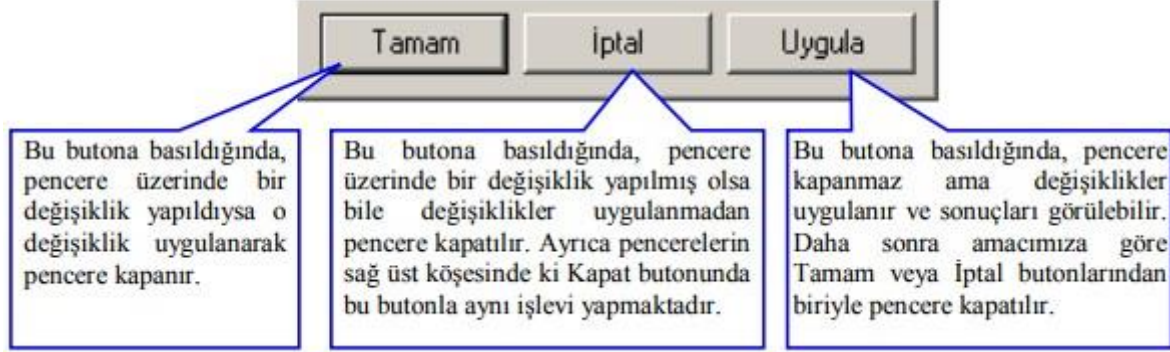 Tamam
İptal
Uygula
Bu butona basıldığında,
pencere üzerinde bir
değişiklik yapıldıysa o
değişiklik uygulanarak
pencere kapanır.
Bu butona basıldığında, pencere
üzerinde bir değişiklik yapılmış olsa
bile değişiklikler uygulanmadan
pencere kapatılır. Ayrıca pencerelerin
sağ üst köşesinde ki Kapat butonunda
bu butonla aynı işlevi yapmaktadır.
Bu butona basıldığında, pencere
kapanmaz ama değişiklikler
uygulanır ve sonuçları görülebilir.
Daha sonra amacımıza göre
Tamam veya İptal butonlarından
biriyle pencere kapatılır.